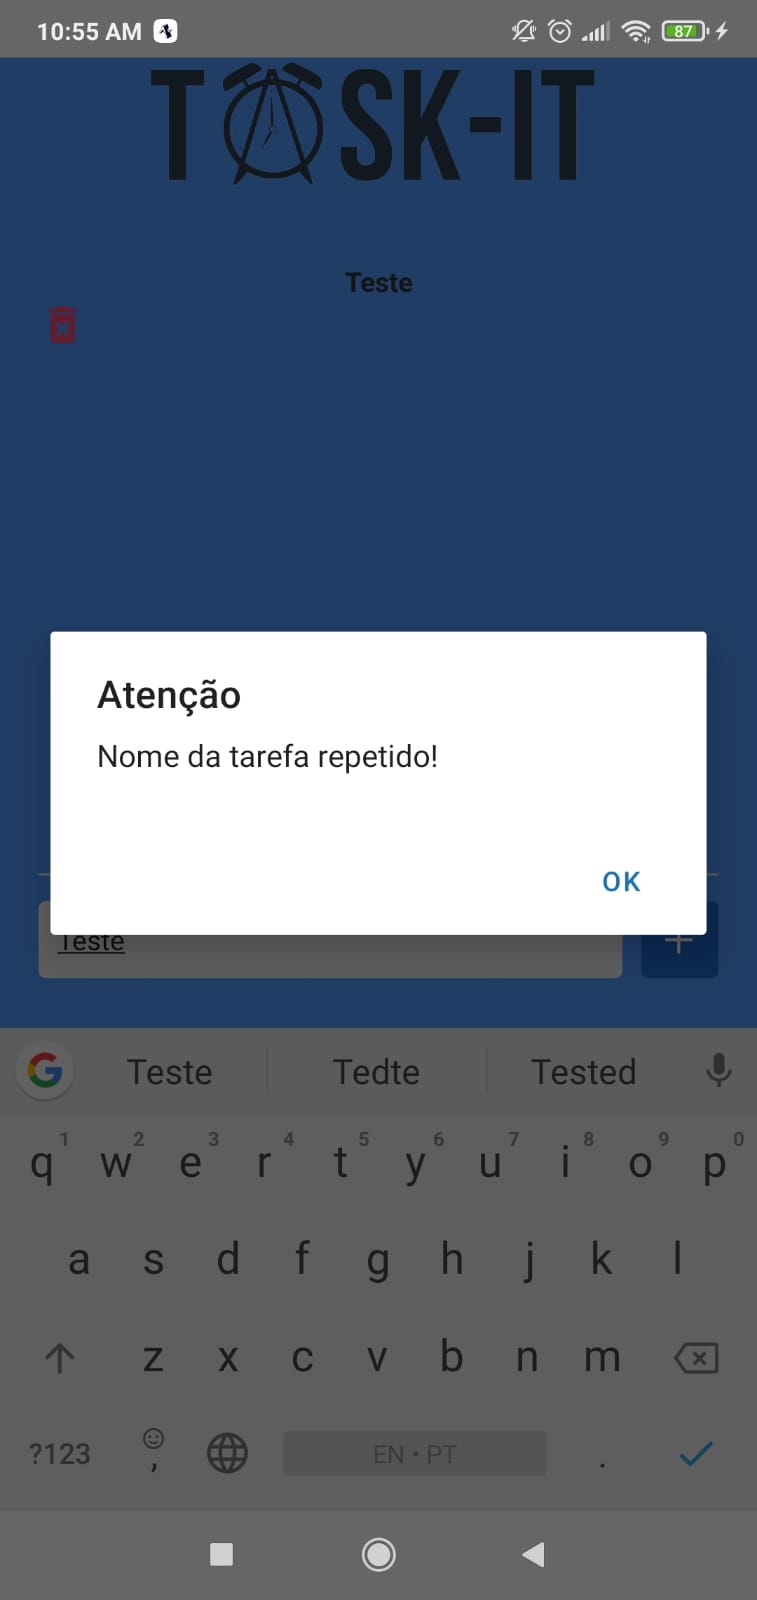 10:55 AM
87
TASK-IT
Teste
Atenção
Nome da tarefa repetido!
OK
Teste
+
Teste Tedte Tested
1 2 3 4 5 6 7 8 9 0
q w e r t y u i o p
a s d f g h j k l
z x c v b n m
?123 , EN • PT .